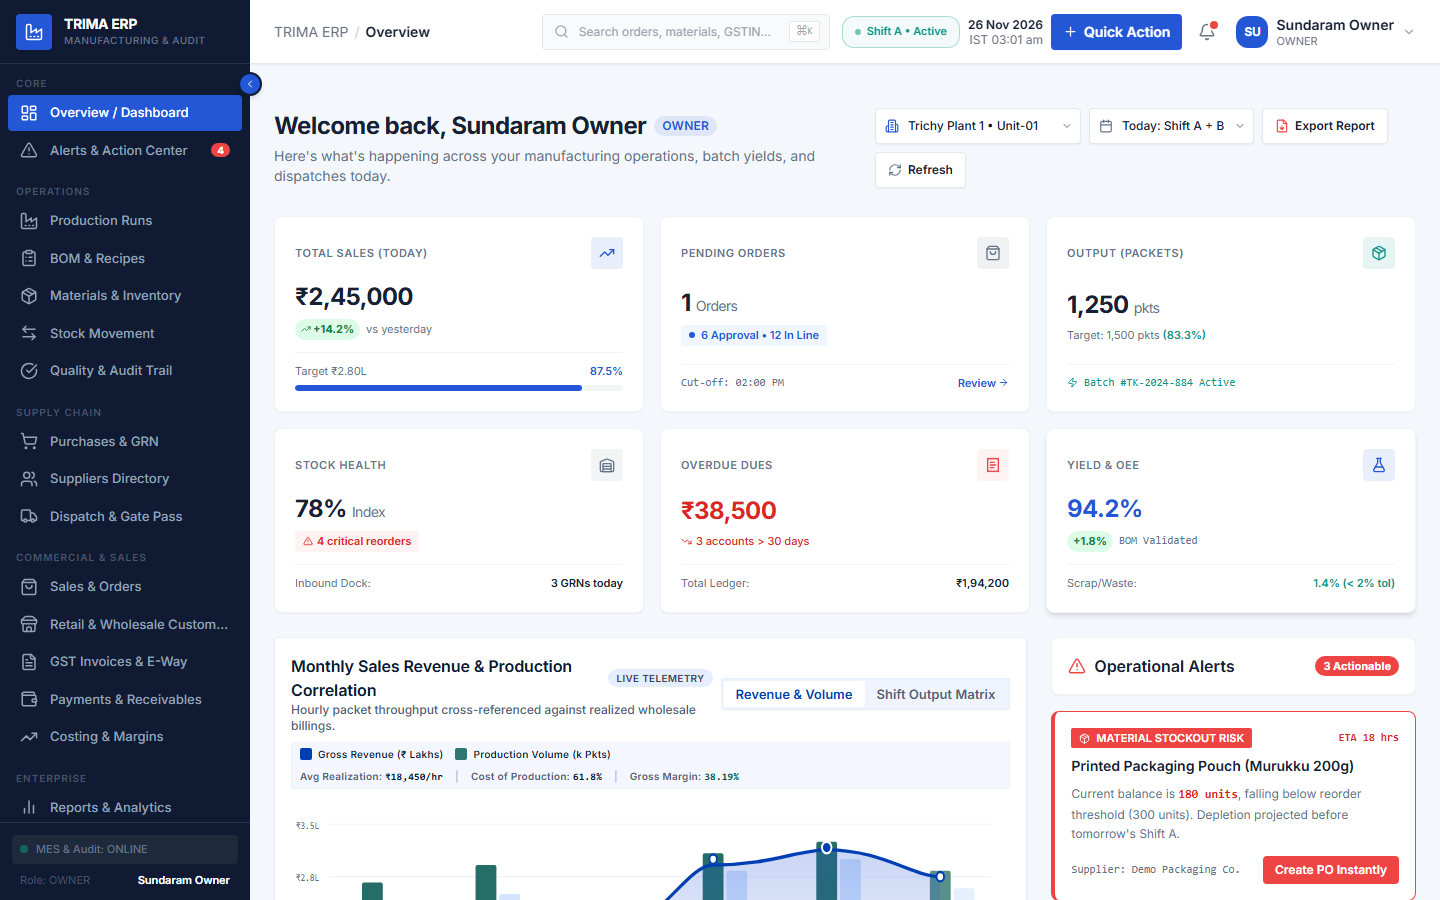 TRIMA ERP
MANUFACTURING & AUDIT
CORE
Overview / Dashboard
Alerts & Action Center
4
OPERATIONS
Production Runs
BOM & Recipes
Materials & Inventory
Stock Movement
Quality & Audit Trail
SUPPLY CHAIN
Purchases & GRN
Suppliers Directory
Dispatch & Gate Pass
COMMERCIAL & SALES
Sales & Orders
Retail & Wholesale Custom...
GST Invoices & E-Way
Payments & Receivables
Costing & Margins
ENTERPRISE
Reports & Analytics
MES & Audit: ONLINE
Role: OWNER
Sundaram Owner
TRIMA ERP / Overview
Search orders, materials, GSTIN...
⌘K
Shift A • Active
26 Nov 2026
IST 03:01 am
Quick Action
SU
Sundaram Owner
OWNER
Welcome back, Sundaram Owner
OWNER
Here's what's happening across your manufacturing operations, batch yields, and
dispatches today.
Trichy Plant 1 • Unit-01
Today: Shift A + B
Export Report
Refresh
TOTAL SALES (TODAY)
₹2,45,000
+14.2%
vs yesterday
Target ₹2.80L
87.5%
PENDING ORDERS
1 Orders
6 Approval • 12 In Line
Cut-off: 02:00 PM
Review →
OUTPUT (PACKETS)
1,250 pkts
Target: 1,500 pkts (83.3%)
Batch #TK-2024-884 Active
STOCK HEALTH
78% Index
4 critical reorders
Inbound Dock:
3 GRNs today
OVERDUE DUES
₹38,500
3 accounts > 30 days
Total Ledger:
₹1,94,200
YIELD & OEE
94.2%
+1.8%
BOM Validated
Scrap/Waste:
1.4% (< 2% tol)
Monthly Sales Revenue & Production
Correlation
LIVE TELEMETRY
Hourly packet throughput cross-referenced against realized wholesale
billings.
Revenue & Volume
Shift Output Matrix
Gross Revenue (₹ Lakhs)
Production Volume (k Pkts)
Avg Realization: ₹18,450/hr | Cost of Production: 61.8% | Gross Margin: 38.19%
₹3.5L
₹2.8L
Operational Alerts
3 Actionable
MATERIAL STOCKOUT RISK
ETA 18 hrs
Printed Packaging Pouch (Murukku 200g)
Current balance is 180 units, falling below reorder
threshold (300 units). Depletion projected before
tomorrow's Shift A.
Supplier: Demo Packaging Co.
Create PO Instantly